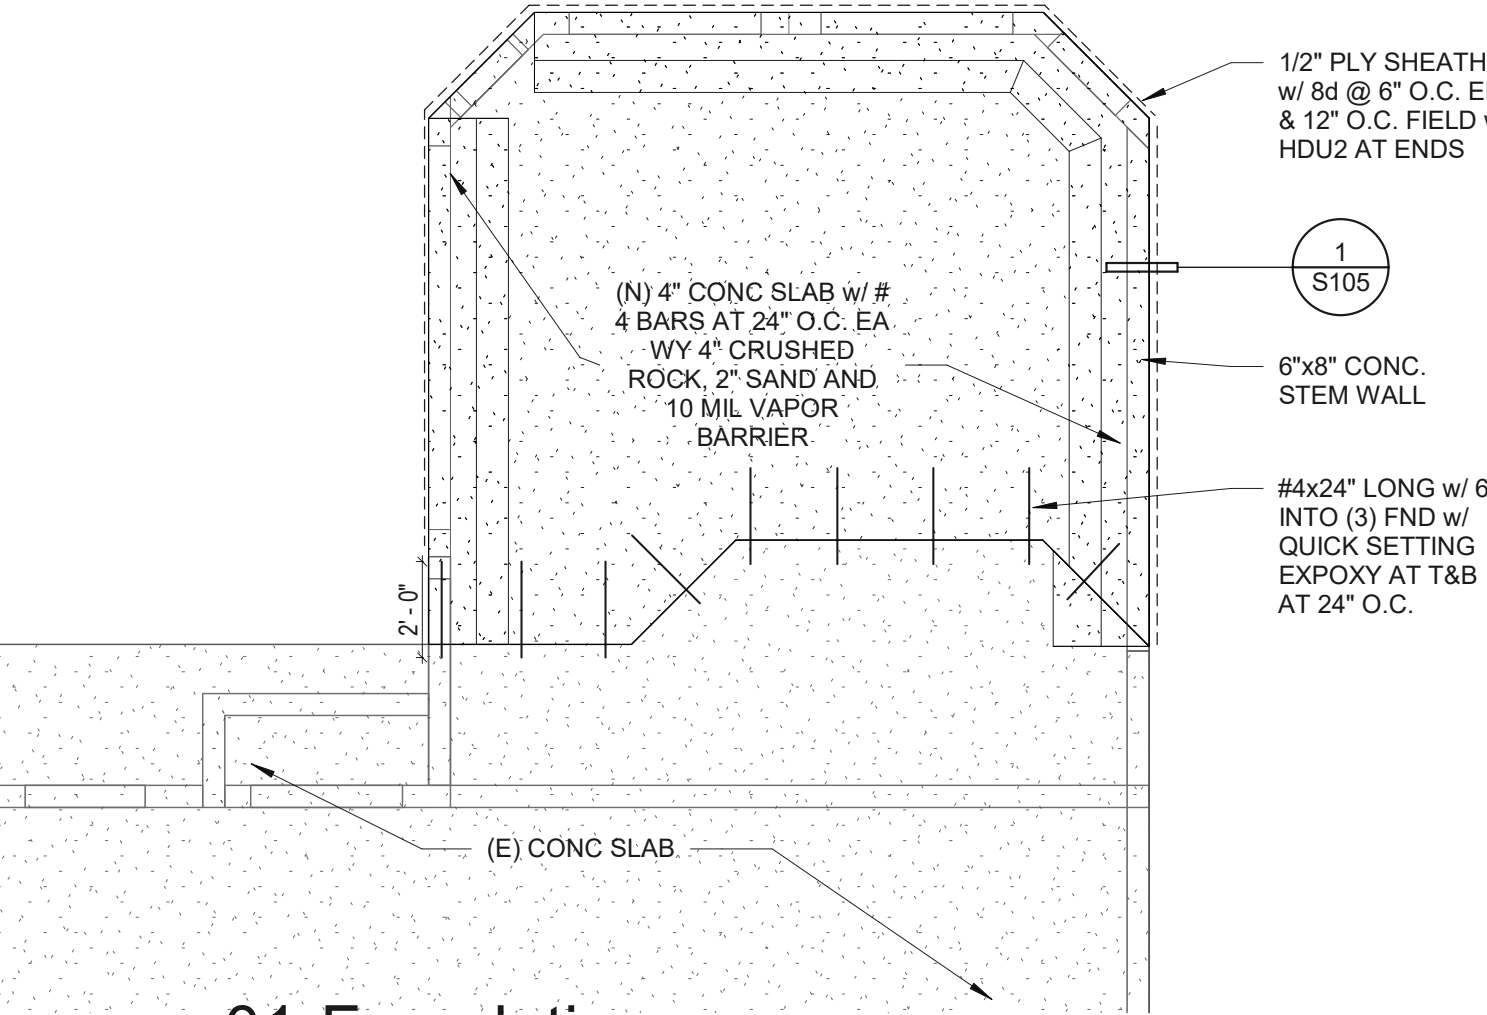 1/2" PLY SHEATH
w/ 8d @ 6" O.C.
& 12" O.C. FIELD
HDU2 AT ENDS
1
S105
(N) 4" CONC SLAB w/ #
4 BARS AT 24" O.C. EA
WY 4" CRUSHED
ROCK, 2" SAND AND
10 MIL VAPOR
BARRIER
6"x8" CONC.
STEM WALL
#4x24" LONG w/ 6
INTO (3) FND w/
QUICK SETTING
EXPOXY AT T&B
AT 24" O.C.
2' - 0"
(E) CONC SLAB